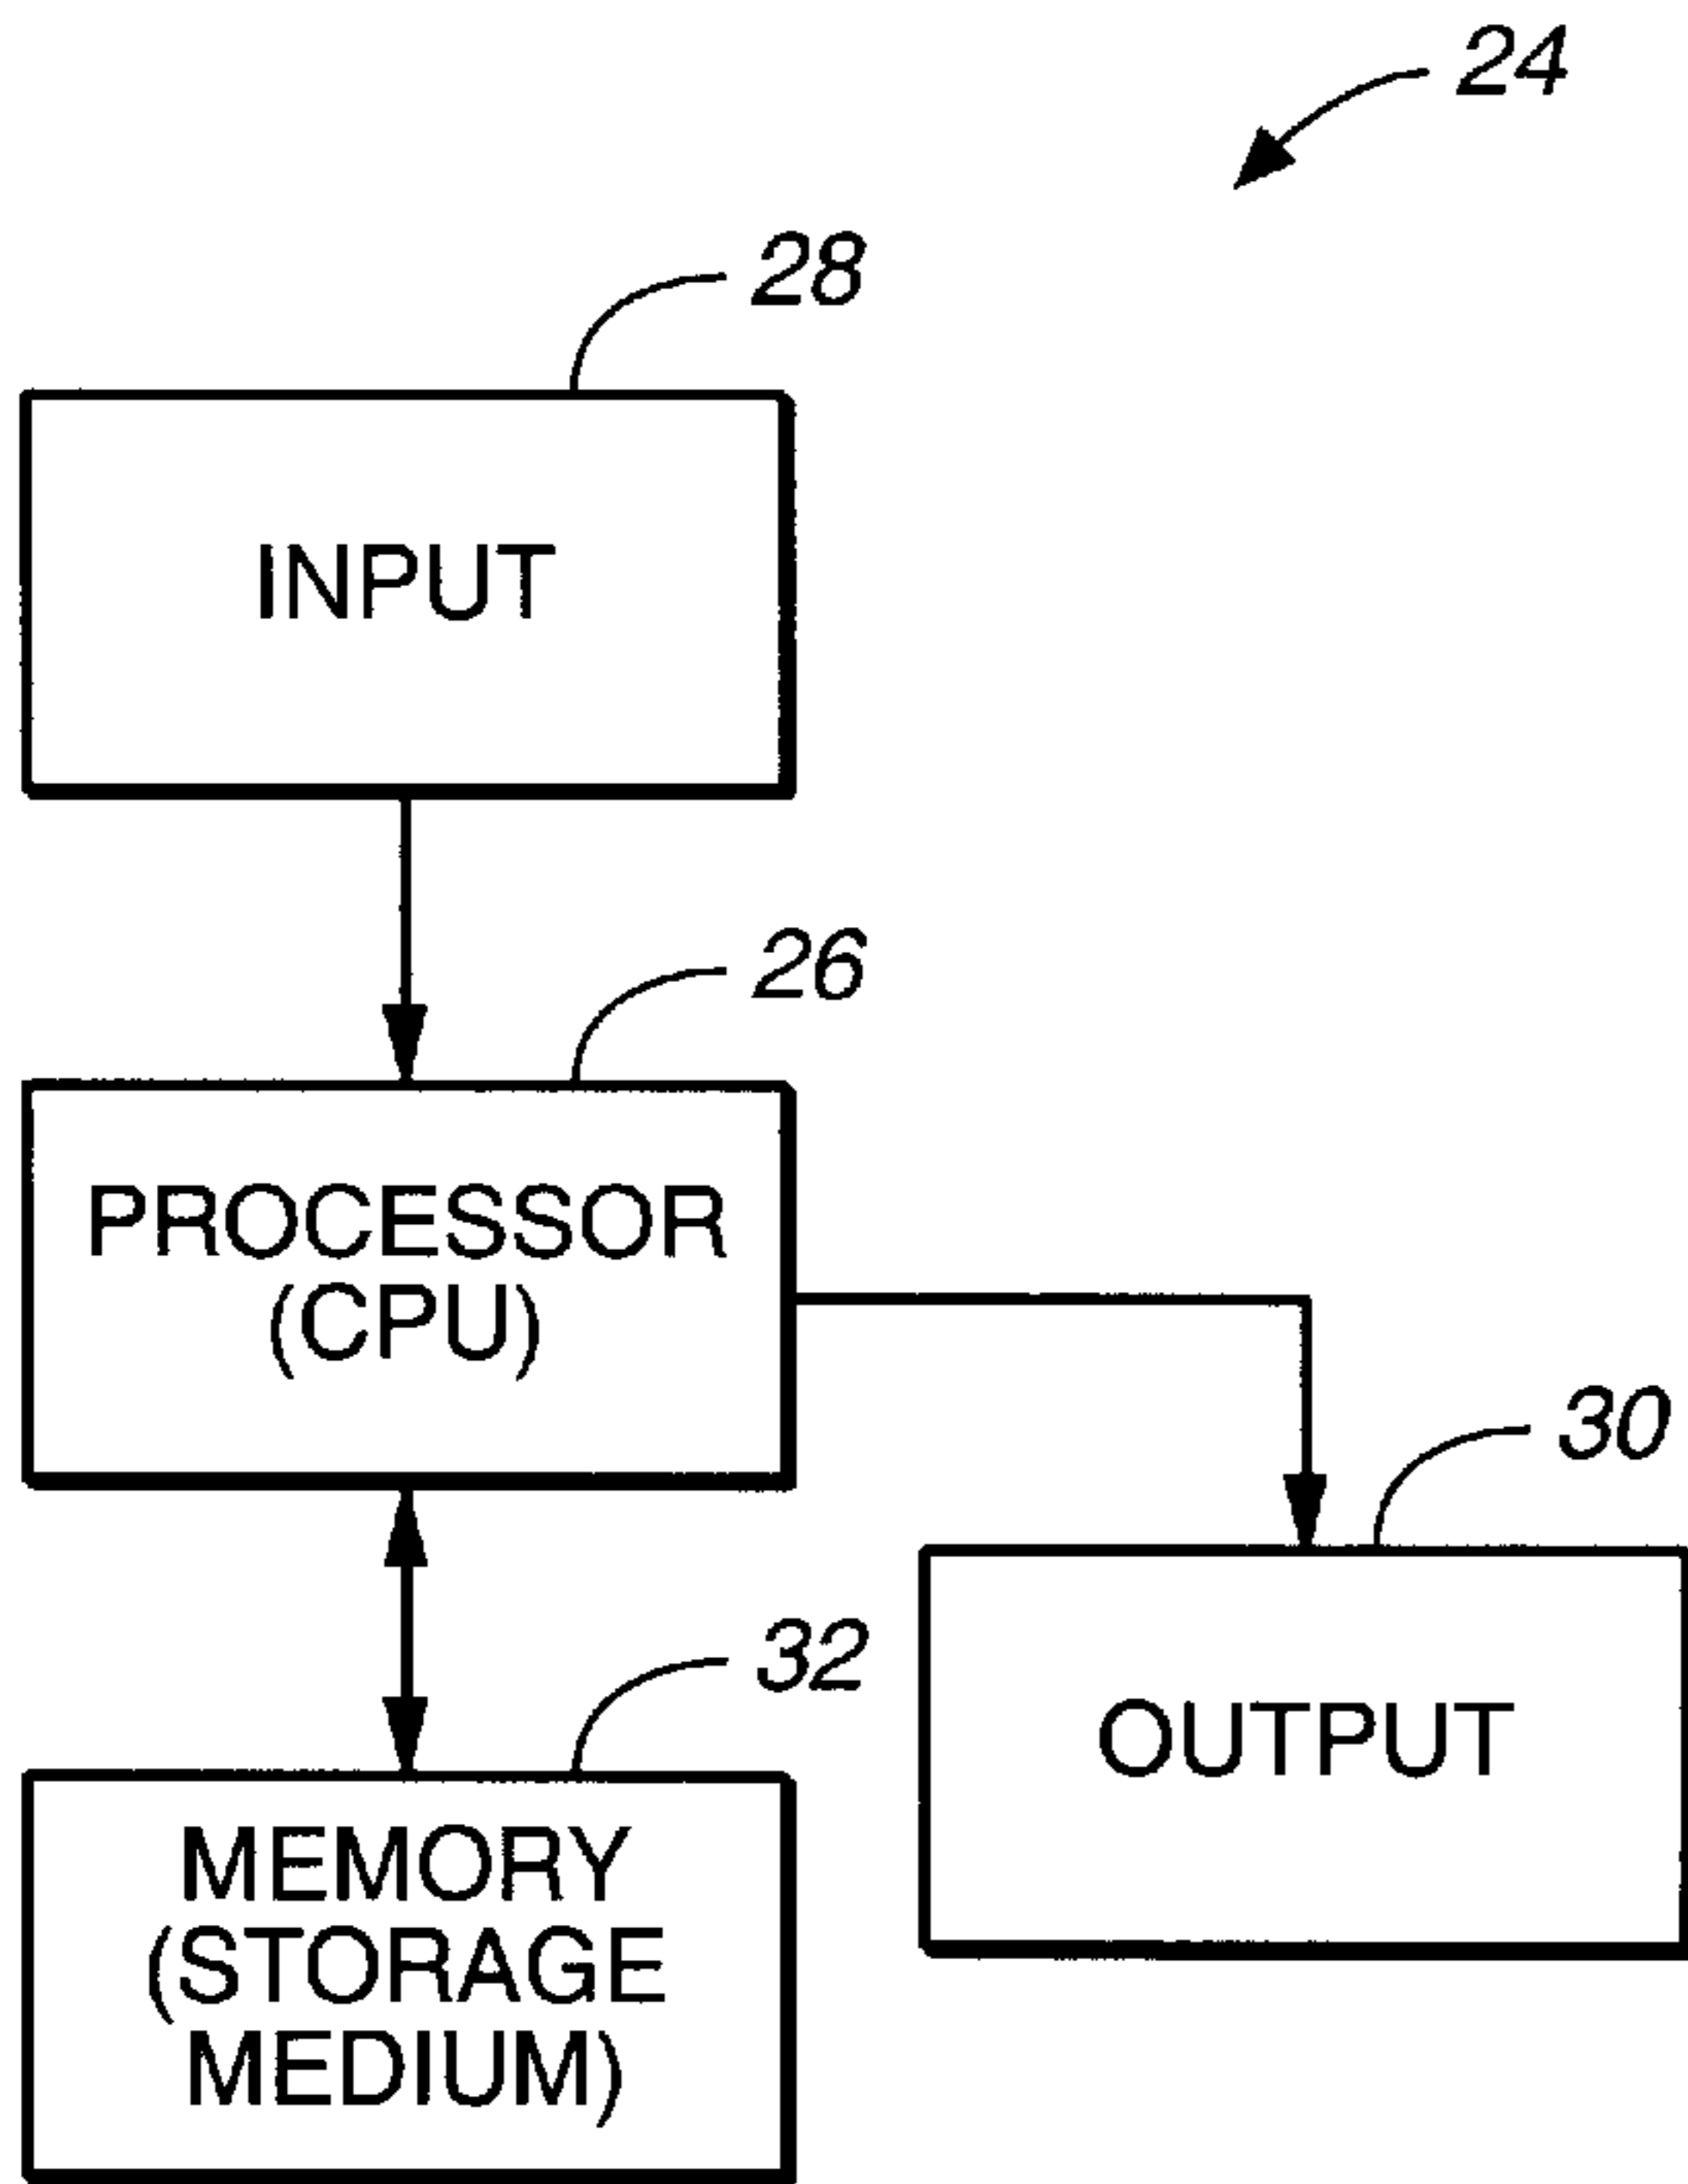 24
28
INPUT
26
PROCESSOR
(CPU)
30
32
OUTPUT
MEMORY
(STORAGE
MEDIUM)